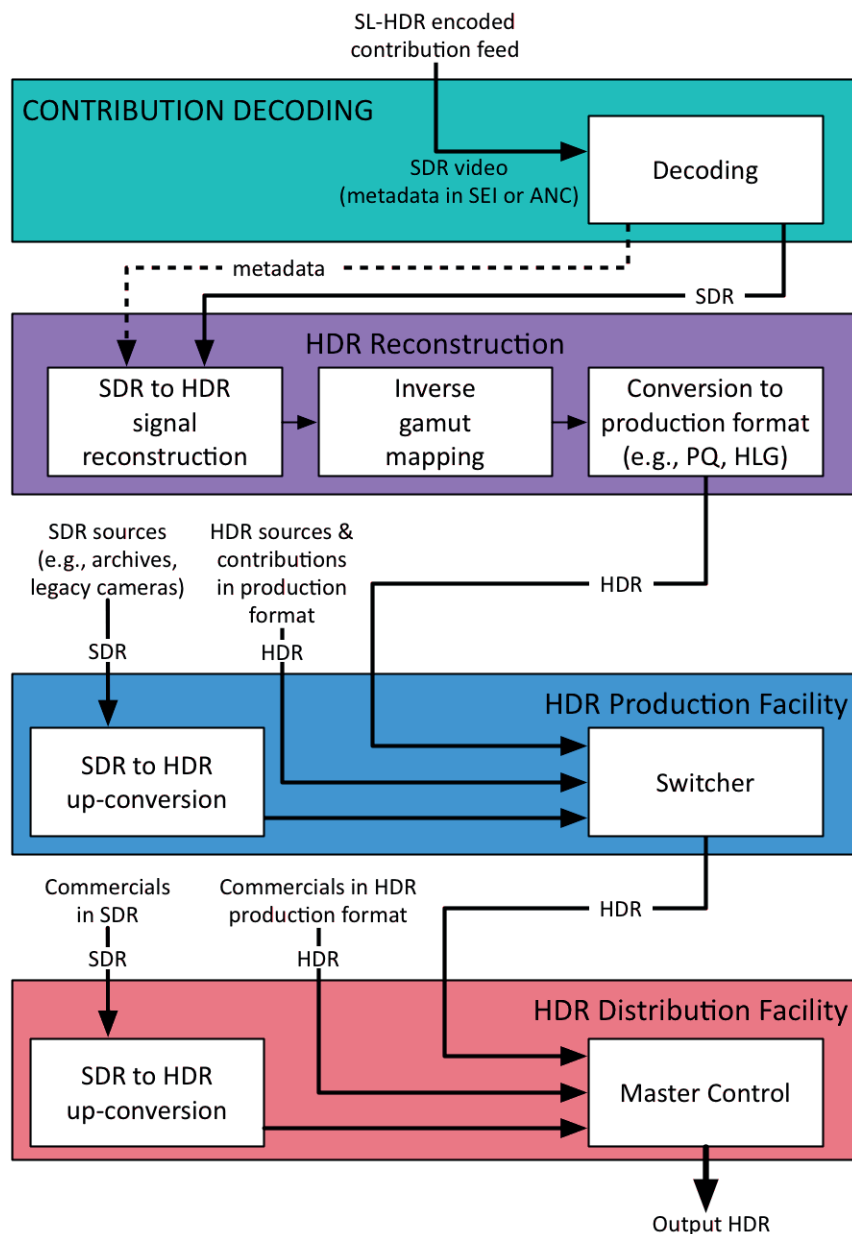 SL-HDR encoded
contribution feed
CONTRIBUTION DECODING
SDR video
(metadata in SEI or ANC)
Decoding
metadata
SDR
HDR Reconstruction
SDR to HDR
signal
reconstruction
Inverse
gamut
mapping
Conversion to
production format
(e.g., PQ, HLG)
SDR sources
(e.g., archives,
legacy cameras)
HDR sources &
contributions
in production
format
HDR
SDR
HDR
HDR Production Facility
SDR to HDR
up-conversion
Switcher
Commercials
in SDR
Commercials in HDR
production format
HDR
SDR
HDR
HDR Distribution Facility
SDR to HDR
up-conversion
Master Control
Output HDR